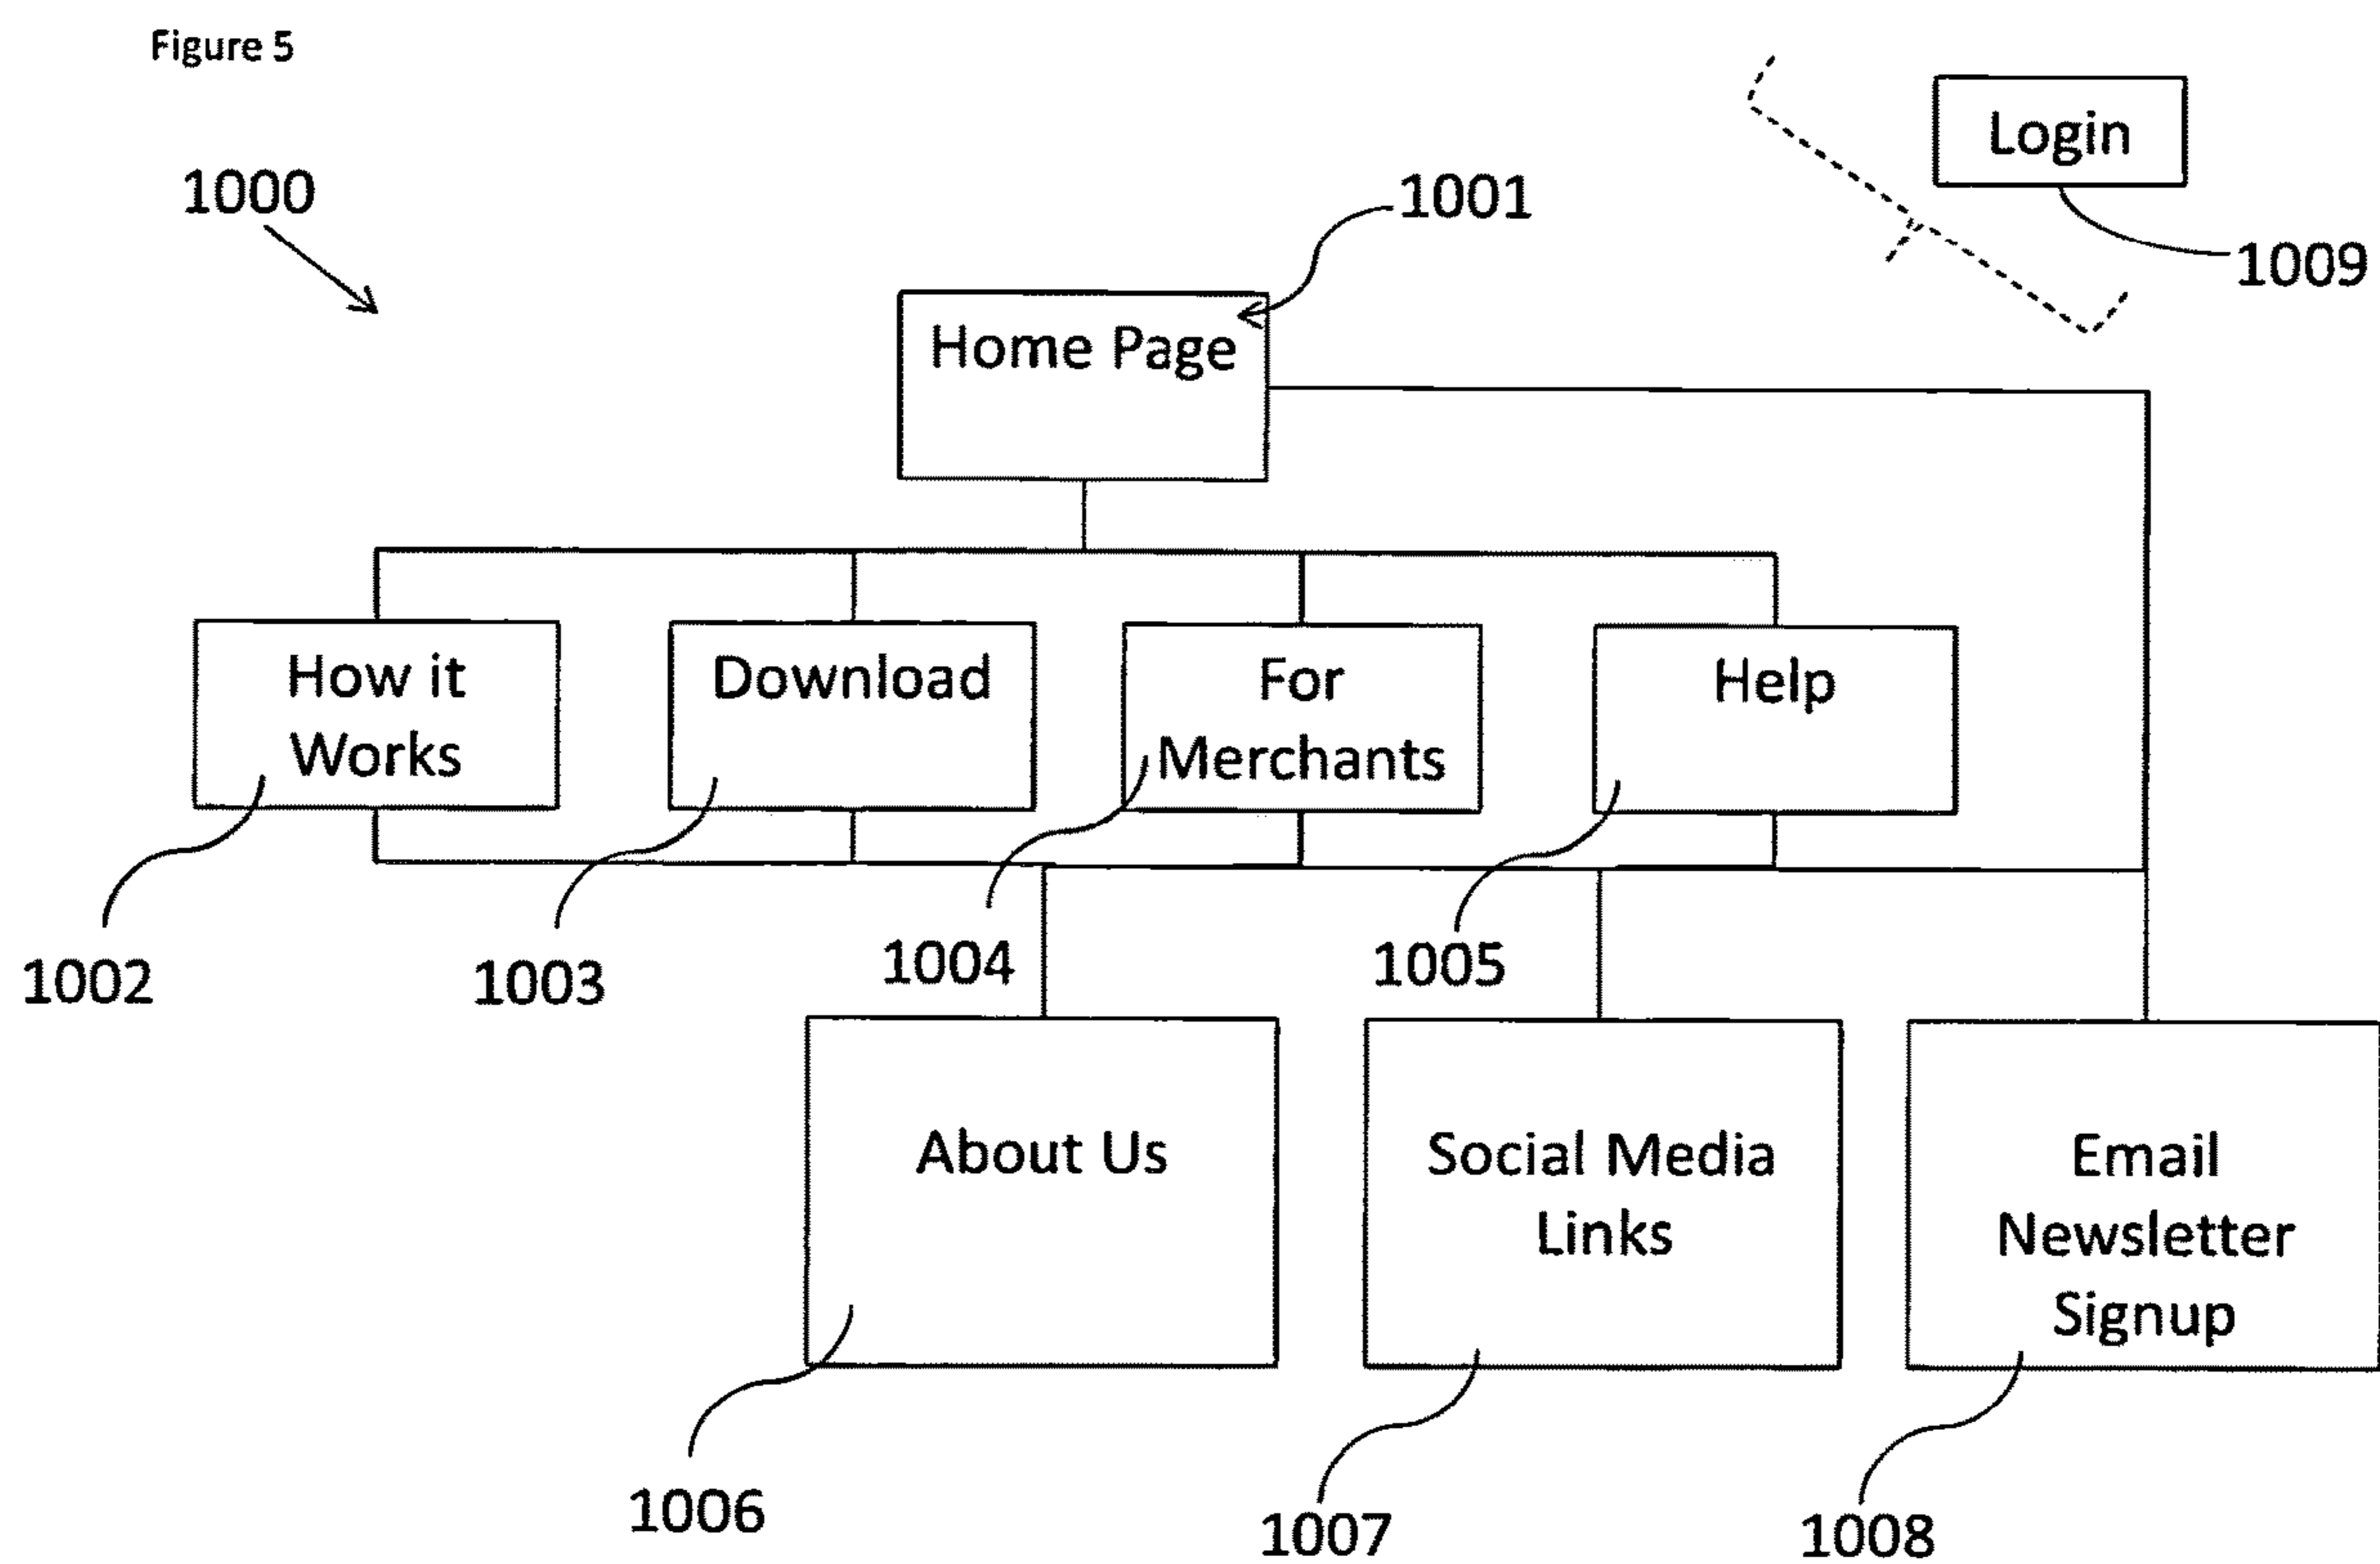 Figure 5
Login
1000
1001
1009
Home Page
How it
Works
Download
For
Merchants
Help
1002
1003
1004
1005
About Us
Social Media
Links
Email
Newsletter
Signup
1006
1007
1008